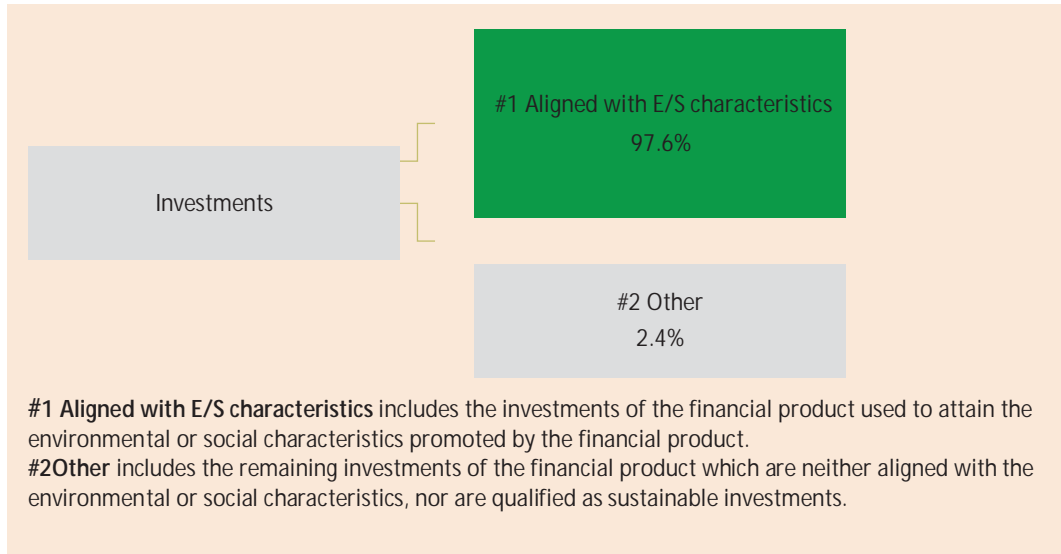 #1 Aligned with E/S characteristics
97.6%
Investments
#2 Other
2.4%
#1 Aligned with E/S characteristics includes the investments of the financial product used to attain the
environmental or social characteristics promoted by the financial product.
#2Other includes the remaining investments of the financial product which are neither aligned with the
environmental or social characteristics, nor are qualified as sustainable investments.